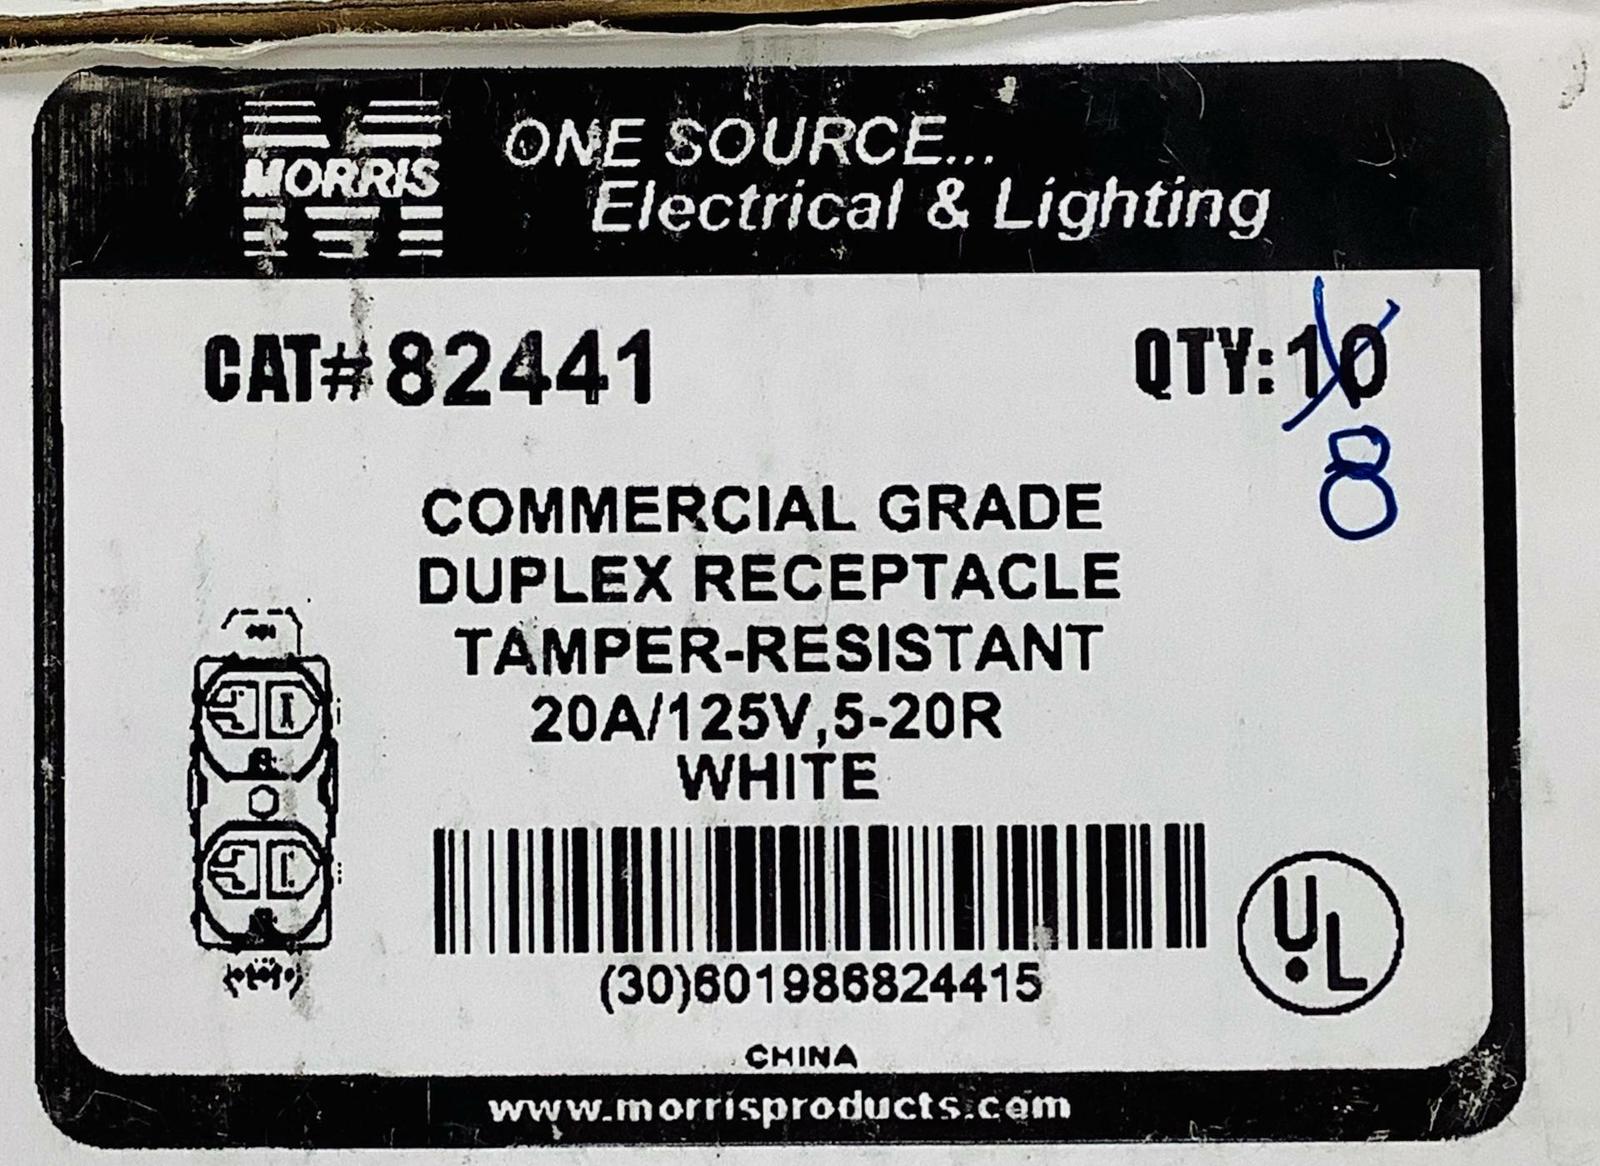 MORRIS
ONE SOURCE...
Electrical & Lighting
CAT# 82441
QTY: 10
8
COMMERCIAL GRADE
DUPLEX RECEPTACLE
TAMPER-RESISTANT
20A/125V,5-20R
WHITE
(30)601986824415
UL
CHINA
www.morrisproducts.com